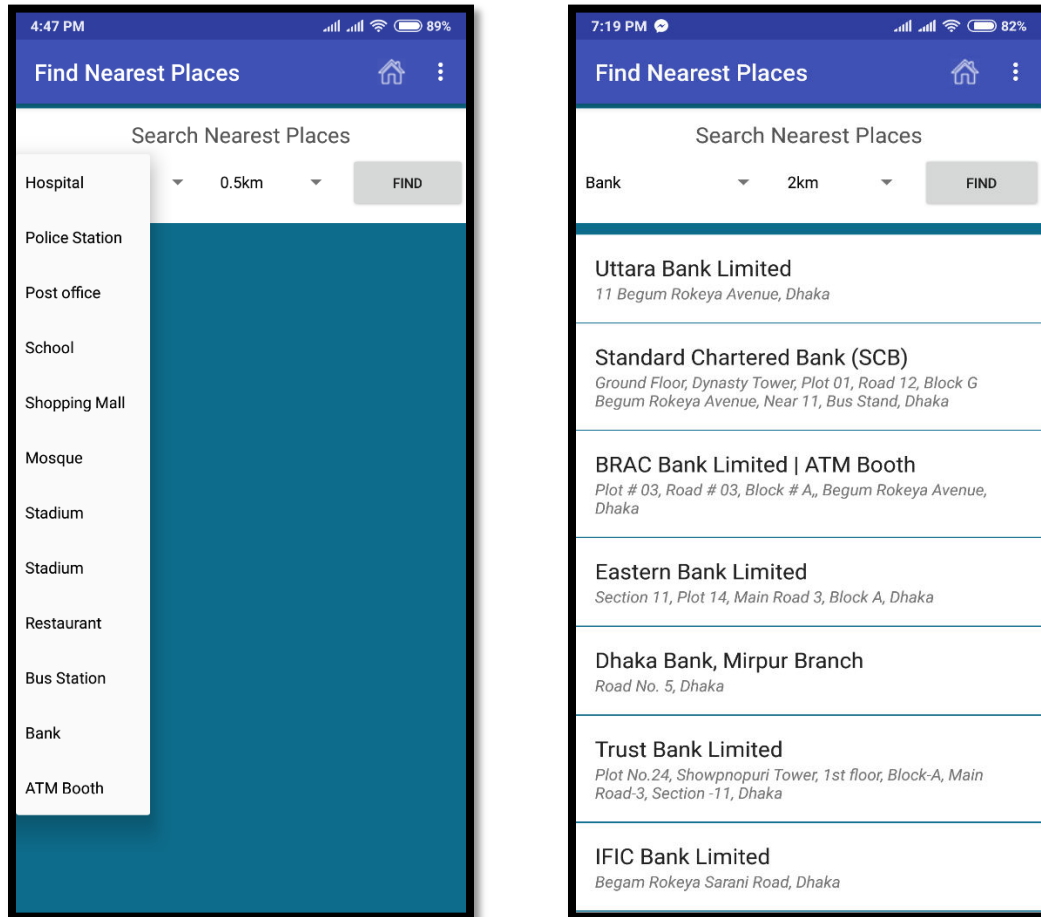 4:47 PM
89%
Find Nearest Places
Search Nearest Places
Hospital
0.5km
FIND
Police Station
Post office
School
Shopping Mall
Mosque
Stadium
Stadium
Restaurant
Bus Station
Bank
ATM Booth
7:19 PM
82%
Find Nearest Places
Search Nearest Places
Bank
2km
FIND
Uttara Bank Limited
11 Begum Rokeya Avenue, Dhaka
Standard Chartered Bank (SCB)
Ground Floor, Dynasty Tower, Plot 01, Road 12, Block G
Begum Rokeya Avenue, Near 11, Bus Stand, Dhaka
BRAC Bank Limited | ATM Booth
Plot # 03, Road # 03, Block # A,, Begum Rokeya Avenue,
Dhaka
Eastern Bank Limited
Section 11, Plot 14, Main Road 3, Block A, Dhaka
Dhaka Bank, Mirpur Branch
Road No. 5, Dhaka
Trust Bank Limited
Plot No.24, Showpnopuri Tower, 1st floor, Block-A, Main
Road-3, Section -11, Dhaka
IFIC Bank Limited
Begam Rokeya Sarani Road, Dhaka